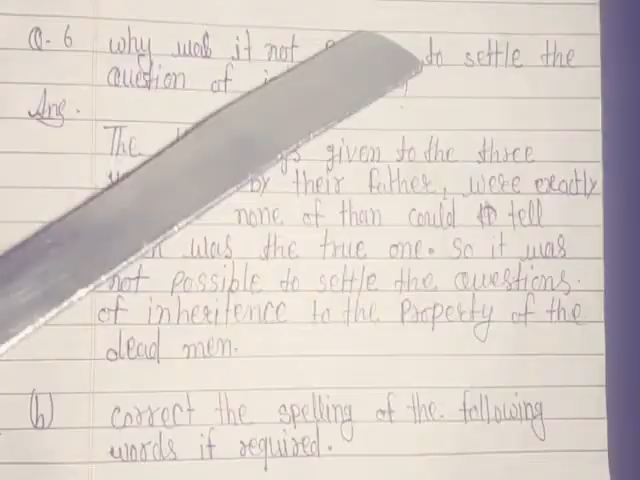 Q-6 why was it not to settle the
question of
Ans.
The given to the three
by their father, were exactly
none of than could tell
was the true one. so it was
not possible to settle the questions.
of inheritence to the Property of the
dead men.
(b) correct the spelling of the following
words if required.